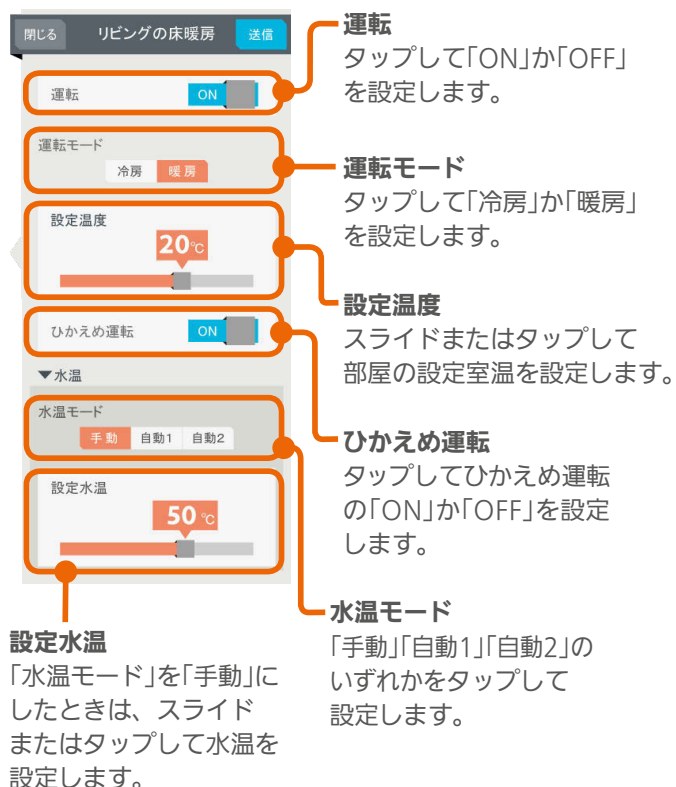 閉じる リビングの床暖房 送信
運転 ON
運転モード
冷房 暖房
設定温度
20℃
ひかえめ運転 ON
▼水温
水温モード
手動 自動1 自動2
設定水温
50℃
運転
タップして「ON」か「OFF」
を設定します。
運転モード
タップして「冷房」か「暖房」
を設定します。
設定温度
スライドまたはタップして
部屋の設定室温を設定します。
ひかえめ運転
タップしてひかえめ運転
の「ON」か「OFF」を設定
します。
水温モード
「手動」「自動1」「自動2」の
いずれかをタップして
設定します。
設定水温
「水温モード」を「手動」に
したときは、スライド
またはタップして水温を
設定します。